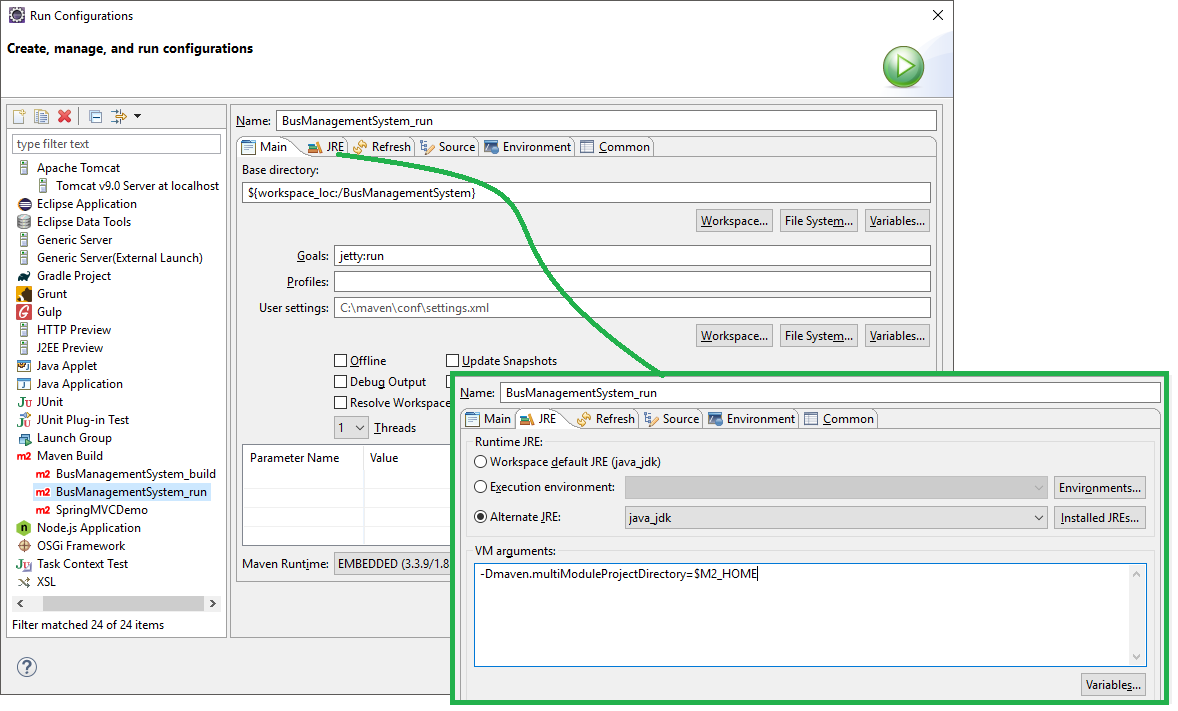 Run Configurations
Create, manage, and run configurations
type filter text
Apache Tomcat
Tomcat v9.0 Server at localhost
Eclipse Application
Eclipse Data Tools
Generic Server
Generic Server(External Launch)
Gradle Project
Grunt
Gulp
HTTP Preview
J2EE Preview
Java Applet
Java Application
JUnit
JUnit Plug-in Test
Launch Group
Maven Build
BusManagementSystem_build
BusManagementSystem_run
SpringMVCDemo
Node.js Application
OSGi Framework
Task Context Test
XSL
Filter matched 24 of 24 items
Name: BusManagementSystem_run
Main JRE Refresh Source Environment Common
Base directory:
${workspace_loc:/BusManagementSystem}
Workspace... File System... Variables...
Goals: jetty:run
Profiles:
User settings: C:\maven\conf\settings.xml
Workspace... File System... Variables...
Offline Update Snapshots
Debug Output
Resolve Workspace
1 Threads
Parameter Name Value
Maven Runtime: EMBEDDED (3.3.9/1.8
Name: BusManagementSystem_run
Main JRE Refresh Source Environment Common
Runtime JRE:
Workspace default JRE (java_jdk)
Execution environment: Environments...
Alternate JRE: java_jdk Installed JREs...
VM arguments:
-Dmaven.multiModuleProjectDirectory=$M2_HOME
Variables...